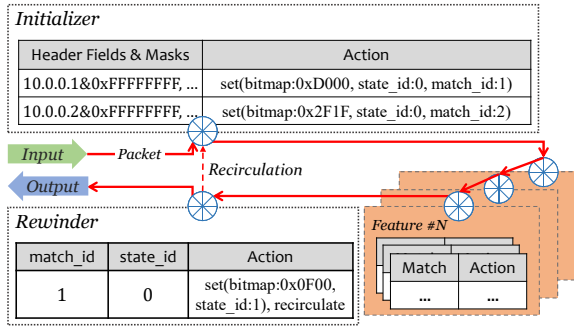 Initializer
Header Fields & Masks Action
10.0.0.1&0xFFFFFFFF, ... set(bitmap:0xD000, state_id:0, match_id:1)
10.0.0.2&0xFFFFFFFF, ... set(bitmap:0x2F1F, state_id:0, match_id:2)
Input Packet
Recirculation
Output
Rewinder
match_id state_id Action
1 0 set(bitmap:0x0F00,
state_id:1), recirculate
Feature #N
Match Action
... ...